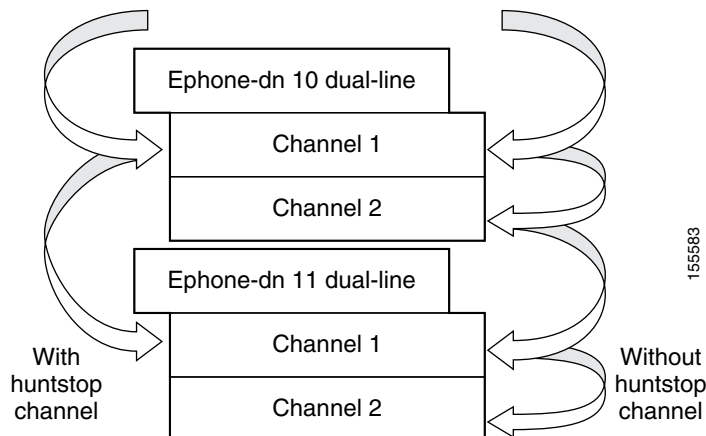 Ephone-dn 10 dual-line
Channel 1
Channel 2
Ephone-dn 11 dual-line
Channel 1
Channel 2
With
huntstop
channel
Without
huntstop
channel
155583